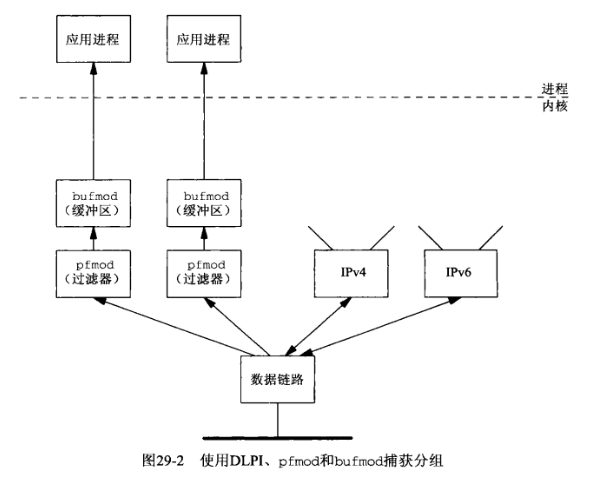 应用进程
应用进程
进程
内核
bufmod
（缓冲区）
bufmod
（缓冲区）
pfmod
（过滤器）
pfmod
（过滤器）
IPv4
IPv6
数据链路
图29-2 使用DLPI、pfmod和bufmod捕获分组